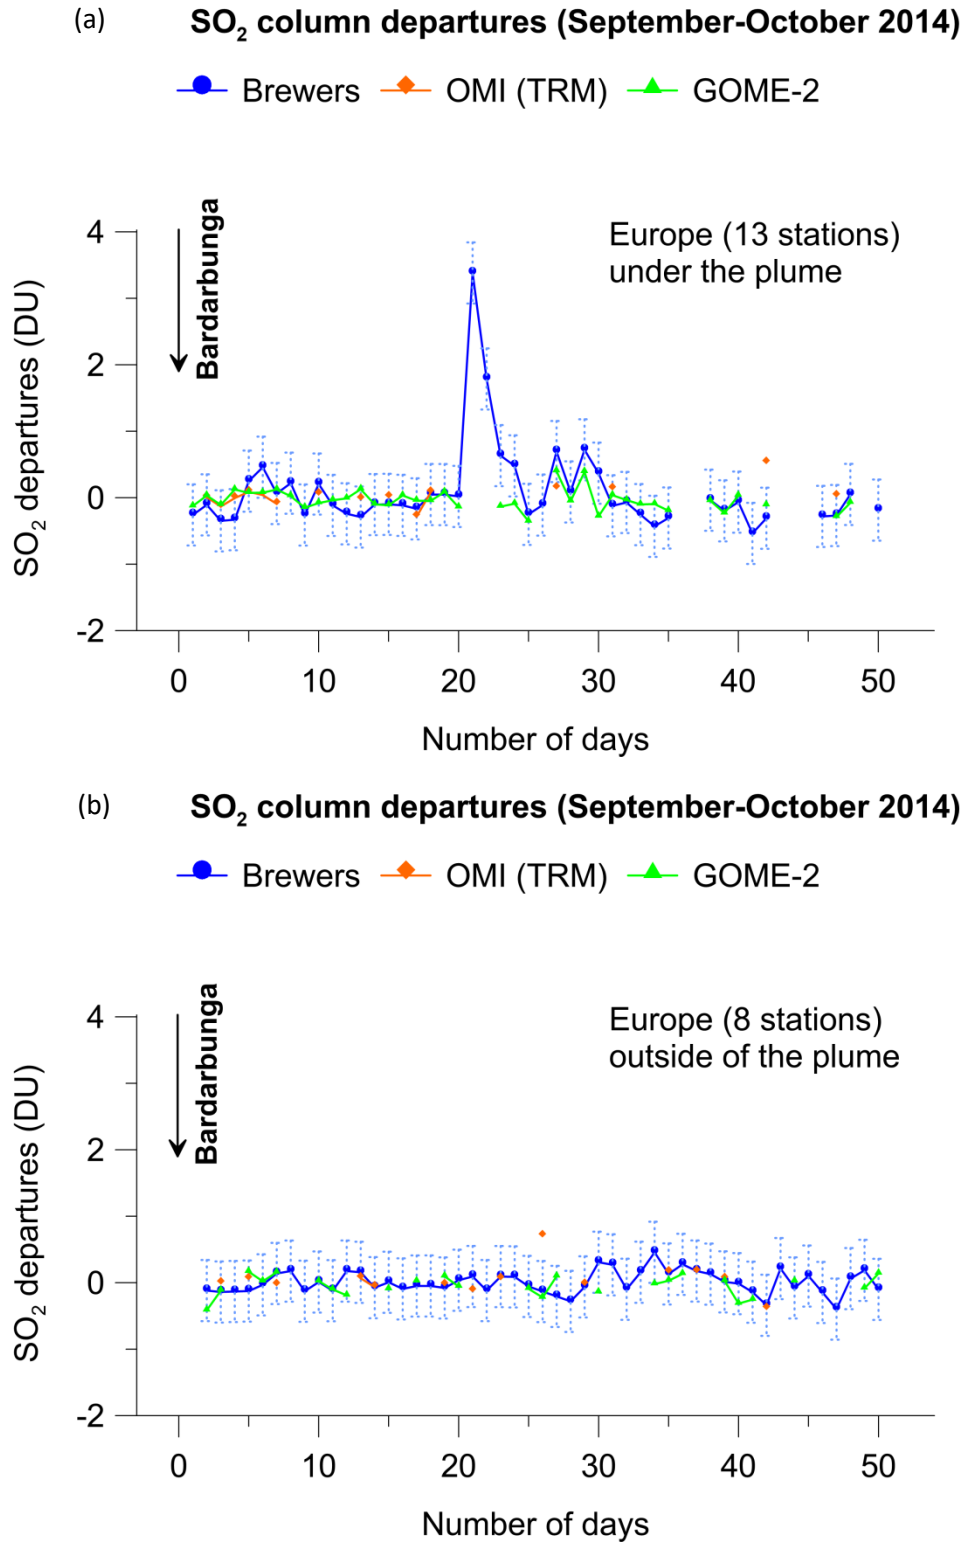 (a) SO₂ column departures (September-October 2014)
Brewers OMI (TRM) GOME-2
4
2
0
-2
SO₂ departures (DU)
Bardarbunga
Europe (13 stations)
under the plume
0 10 20 30 40 50
Number of days
(b) SO₂ column departures (September-October 2014)
Brewers OMI (TRM) GOME-2
4
2
0
-2
SO₂ departures (DU)
Bardarbunga
Europe (8 stations)
outside of the plume
0 10 20 30 40 50
Number of days